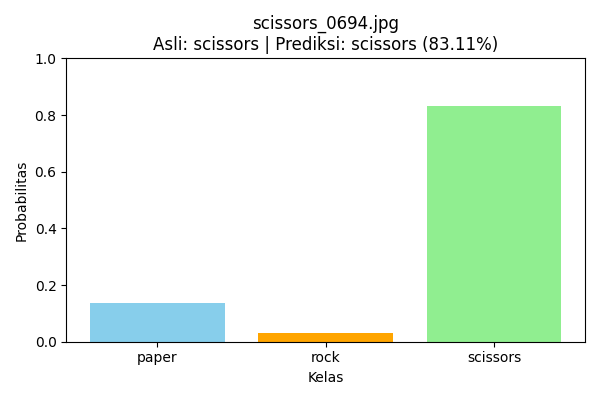 scissors_0694.jpg
Asli: scissors | Prediksi: scissors (83.11%)
1.0
0.8
0.6
0.4
0.2
0.0
Probabilitas
paper rock scissors
Kelas